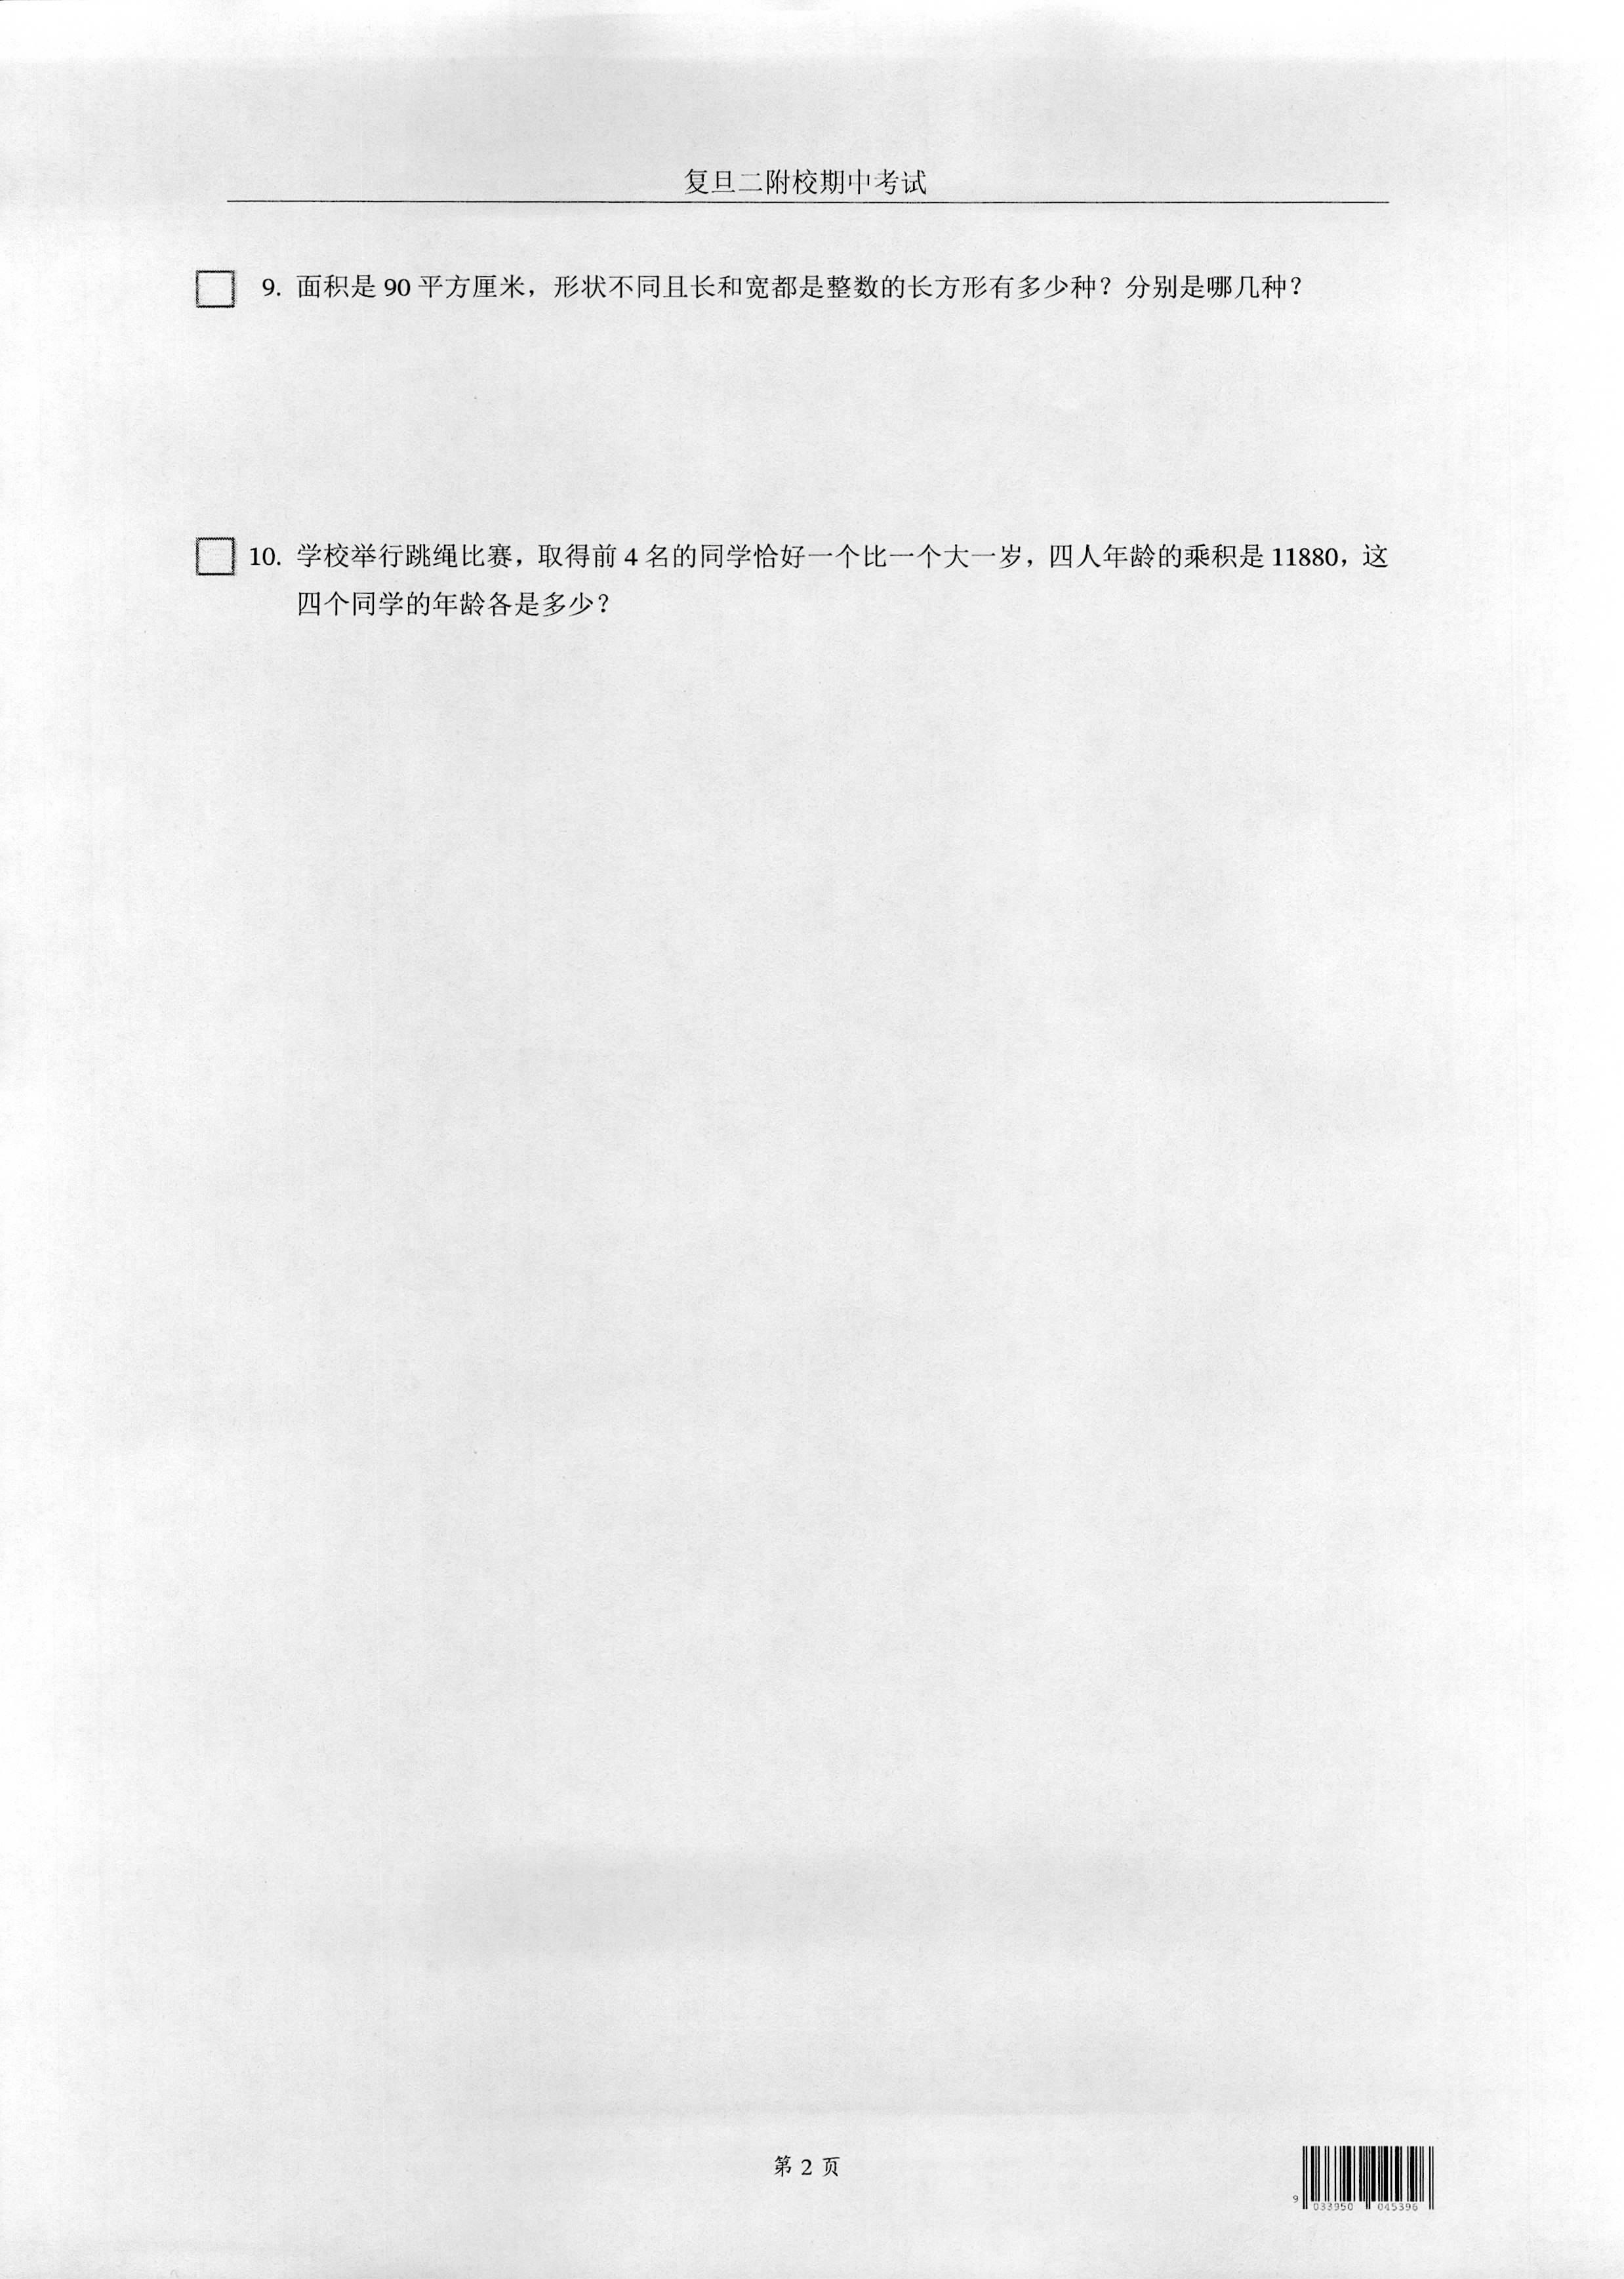 复旦二附校期中考试
9. 面积是 90 平方厘米，形状不同且长和宽都是整数的长方形有多少种？分别是哪几种？
10. 学校举行跳绳比赛，取得前 4 名的同学恰好一个比一个大一岁，四人年龄的乘积是 11880，这
四个同学的年龄各是多少？
第 2 页
9 033950 045396